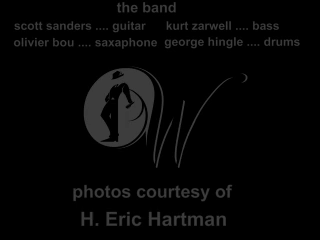 the band
scott sanders .... guitar kurt zarwell .... bass
olivier bou .... saxaphone george hingle .... drums
W
photos courtesy of
H. Eric Hartman